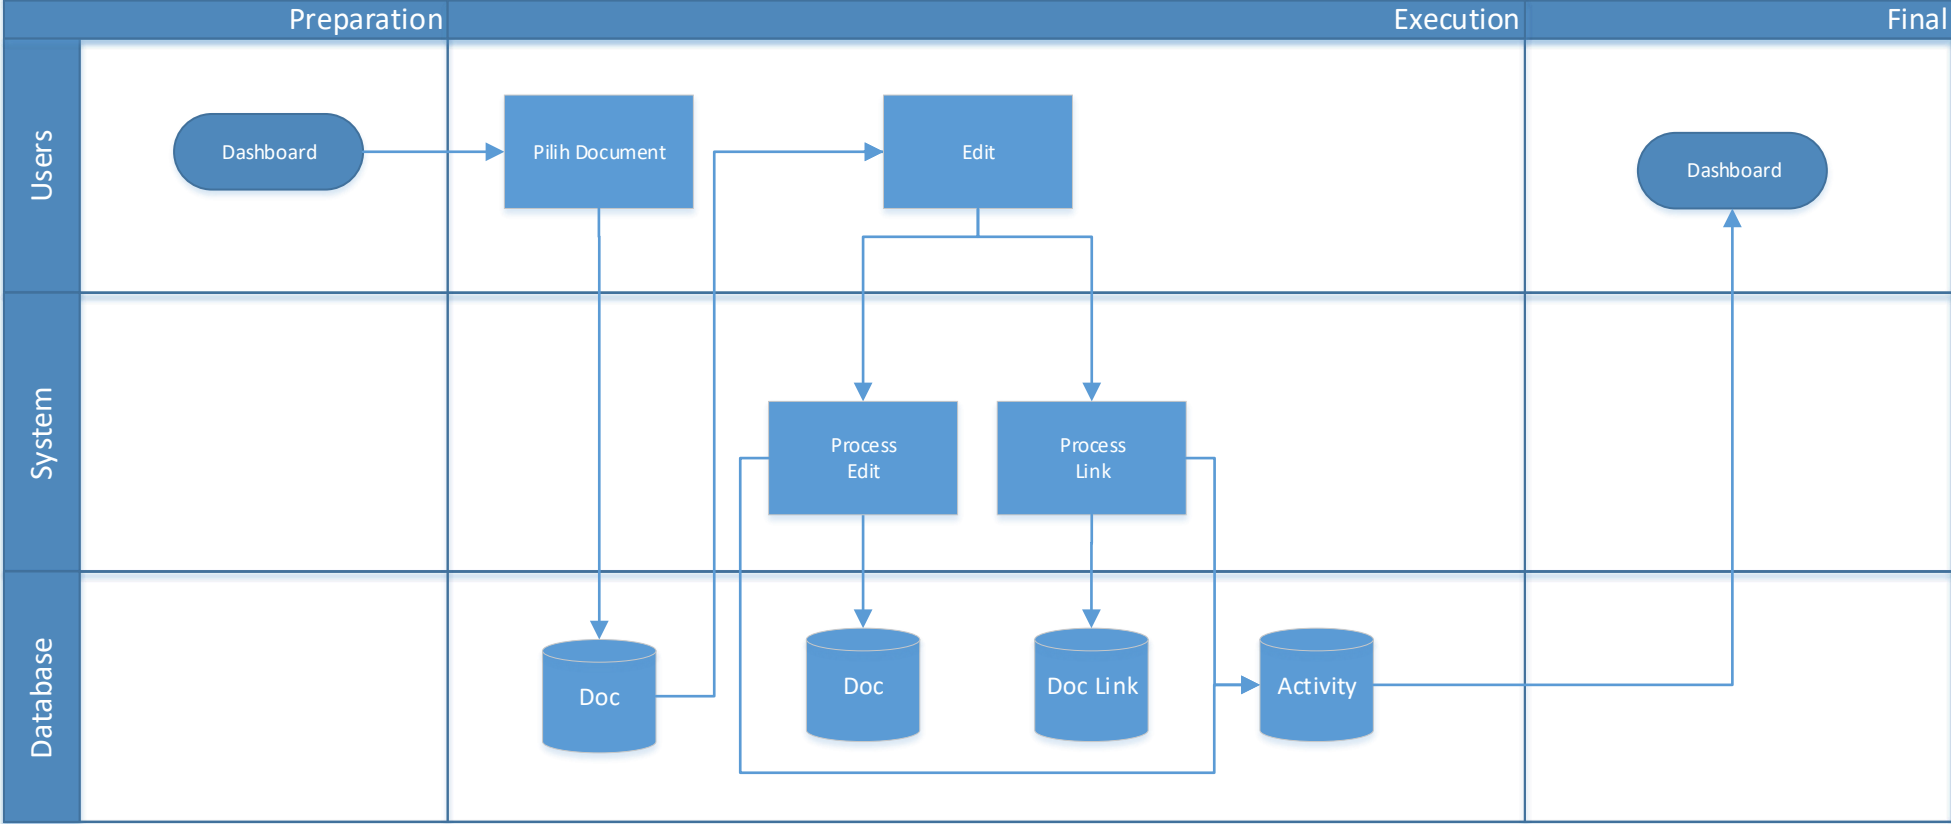 Preparation
Execution
Final
Users
Dashboard
Pilih Document
Edit
Dashboard
System
Process
Edit
Process
Link
Database
Doc
Doc
Doc Link
Activity